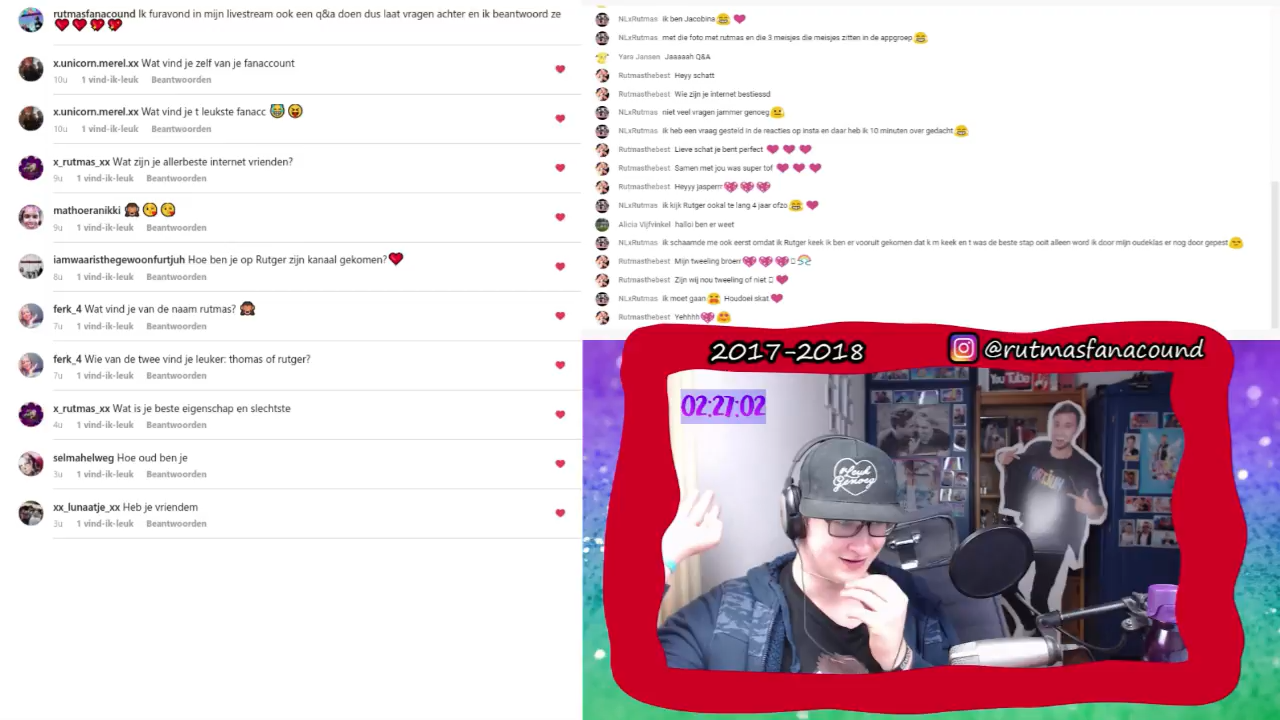 rutmasfanacound Ik furavond in mijn livestream ook een q&a doen dus laat vragen achter en ik beantwoord ze
x.unicorn.merel.xx Wat vind je zelf van je fanaccount
10u 1 vind-ik-leuk Beantwoorden
x.unicorn.merel.xx Wat vind je t leukste fanacc
10u 1 vind-ik-leuk Beantwoorden
x_rutmas_xx Wat zijn je allerbeste internet vrienden?
9u 1 vind-ik-leuk Beantwoorden
mathoeranikki
9u 1 vind-ik-leuk Beantwoorden
iamwaaristhegewoonfurtjuh Hoe ben je op Rutger zijn kanaal gekomen?
8u 1 vind-ik-leuk Beantwoorden
ferk_4 Wat vind je van de naam rutmas?
7u 1 vind-ik-leuk Beantwoorden
ferk_4 Wie van de twee vind je leuker: thomas of rutger?
7u 1 vind-ik-leuk Beantwoorden
x_rutmas_xx Wat is je beste eigenschap en slechtste
4u 1 vind-ik-leuk Beantwoorden
selmahelweg Hoe oud ben je
3u 1 vind-ik-leuk Beantwoorden
xx_lunaatje_xx Heb je vriendem
3u 1 vind-ik-leuk Beantwoorden
NLxRutmas ik ben Jacobina
NLxRutmas met die foto met rutmas en die 3 meisjes die meisjes zitten in de appgroep
Yara Jansen Jaaaaah Q&A
Rutmasthebest Heyy schatt
Rutmasthebest Wie zijn je internet bestiessd
NLxRutmas niet veel vragen jammer genoeg
NLxRutmas ik heb een vraag gesteld in de reacties op Insta en daar heb ik 10 minuten over gedacht
Rutmasthebest Lieve schat je bent perfect
Rutmasthebest Samen met jou was super tof
Rutmasthebest Heyyy jasperrr
NLxRutmas ik kijk Rutger ookal te lang 4 jaar ofzo
Alicia Vijfvinkel halloi ben er weet
NLxRutmas ik schaamde me ook eerst omdat ik Rutger keek ik ben er vooruit gekomen dat k m keek en t was de beste stap ooit alleen word ik door mijn oudeklas er nog door gepest
Rutmasthebest Mijn tweeling broerr
Rutmasthebest Zijn wij nou tweeling of niet
NLxRutmas ik moet gaan Houdoei skat
Rutmasthebest Yehhhh
2017-2018
@rutmasfanacound
02:27:02
You Tube
#Leuk
Genoeg